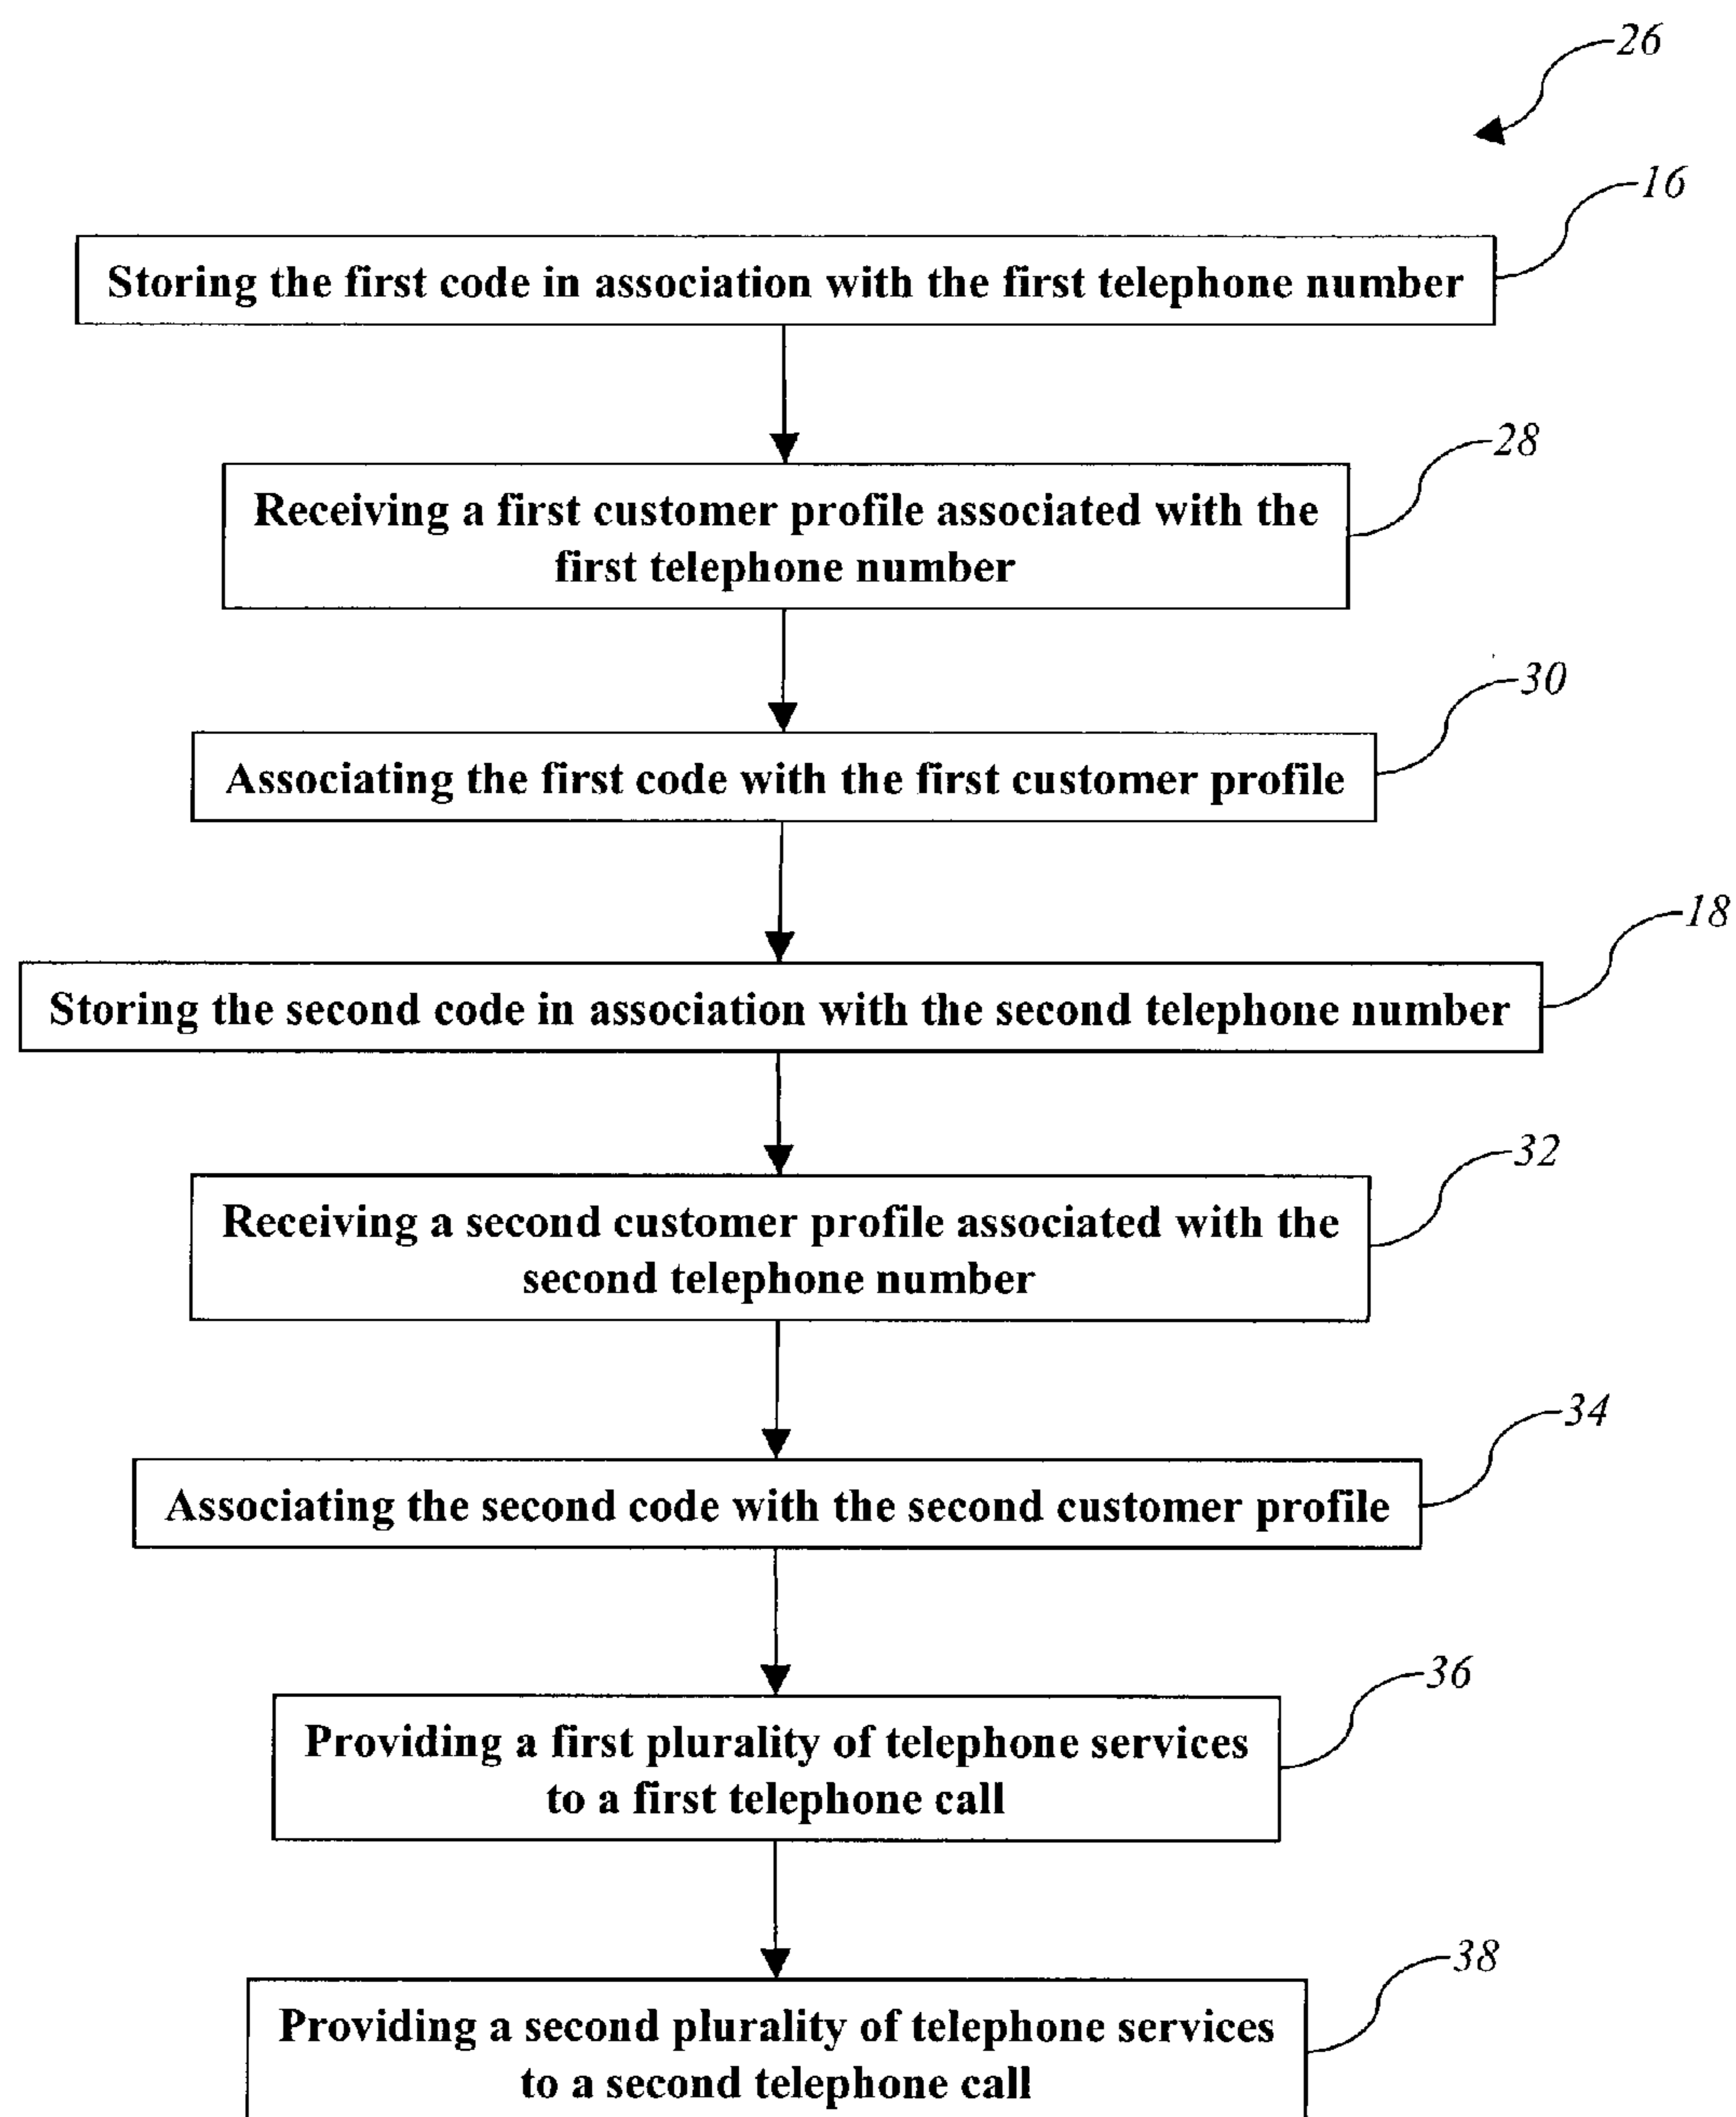 26
16
Storing the first code in association with the first telephone number
28
Receiving a first customer profile associated with the
first telephone number
30
Associating the first code with the first customer profile
18
Storing the second code in association with the second telephone number
32
Receiving a second customer profile associated with the
second telephone number
34
Associating the second code with the second customer profile
36
Providing a first plurality of telephone services
to a first telephone call
38
Providing a second plurality of telephone services
to a second telephone call